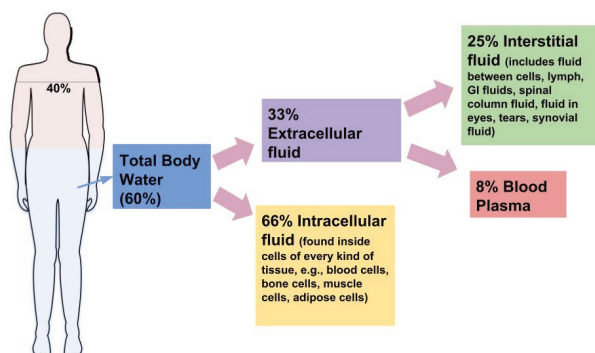 40%
Total Body
Water
(60%)
33%
Extracellular
fluid
66% Intracellular
fluid (found inside
cells of every kind of
tissue, e.g., blood cells,
bone cells, muscle
cells, adipose cells)
25% Interstitial
fluid (includes fluid
between cells, lymph,
GI fluids, spinal
column fluid, fluid in
eyes, tears, synovial
fluid)
8% Blood
Plasma